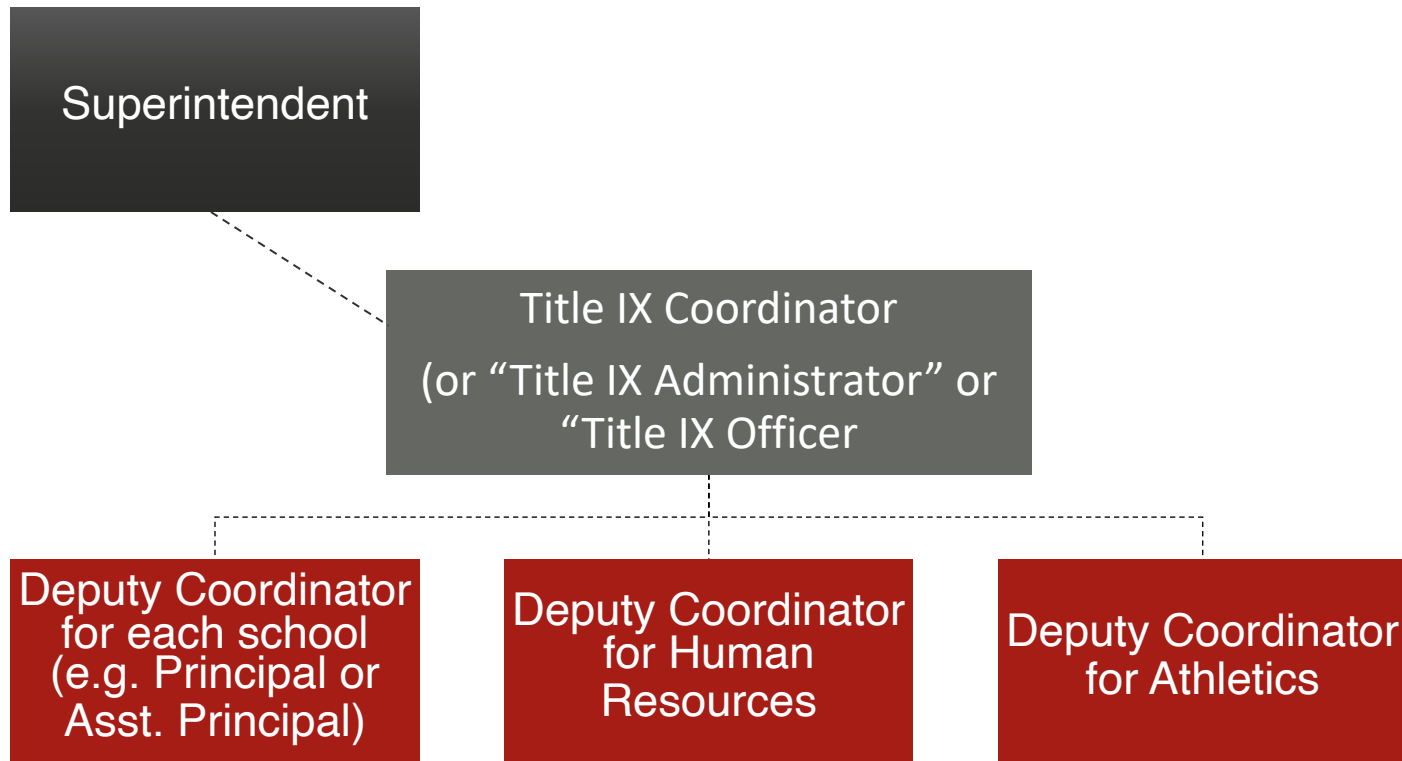 Superintendent
Title IX Coordinator
(or “Title IX Administrator” or
“Title IX Officer
Deputy Coordinator
for each school
(e.g. Principal or
Asst. Principal)
Deputy Coordinator
for Human
Resources
Deputy Coordinator
for Athletics